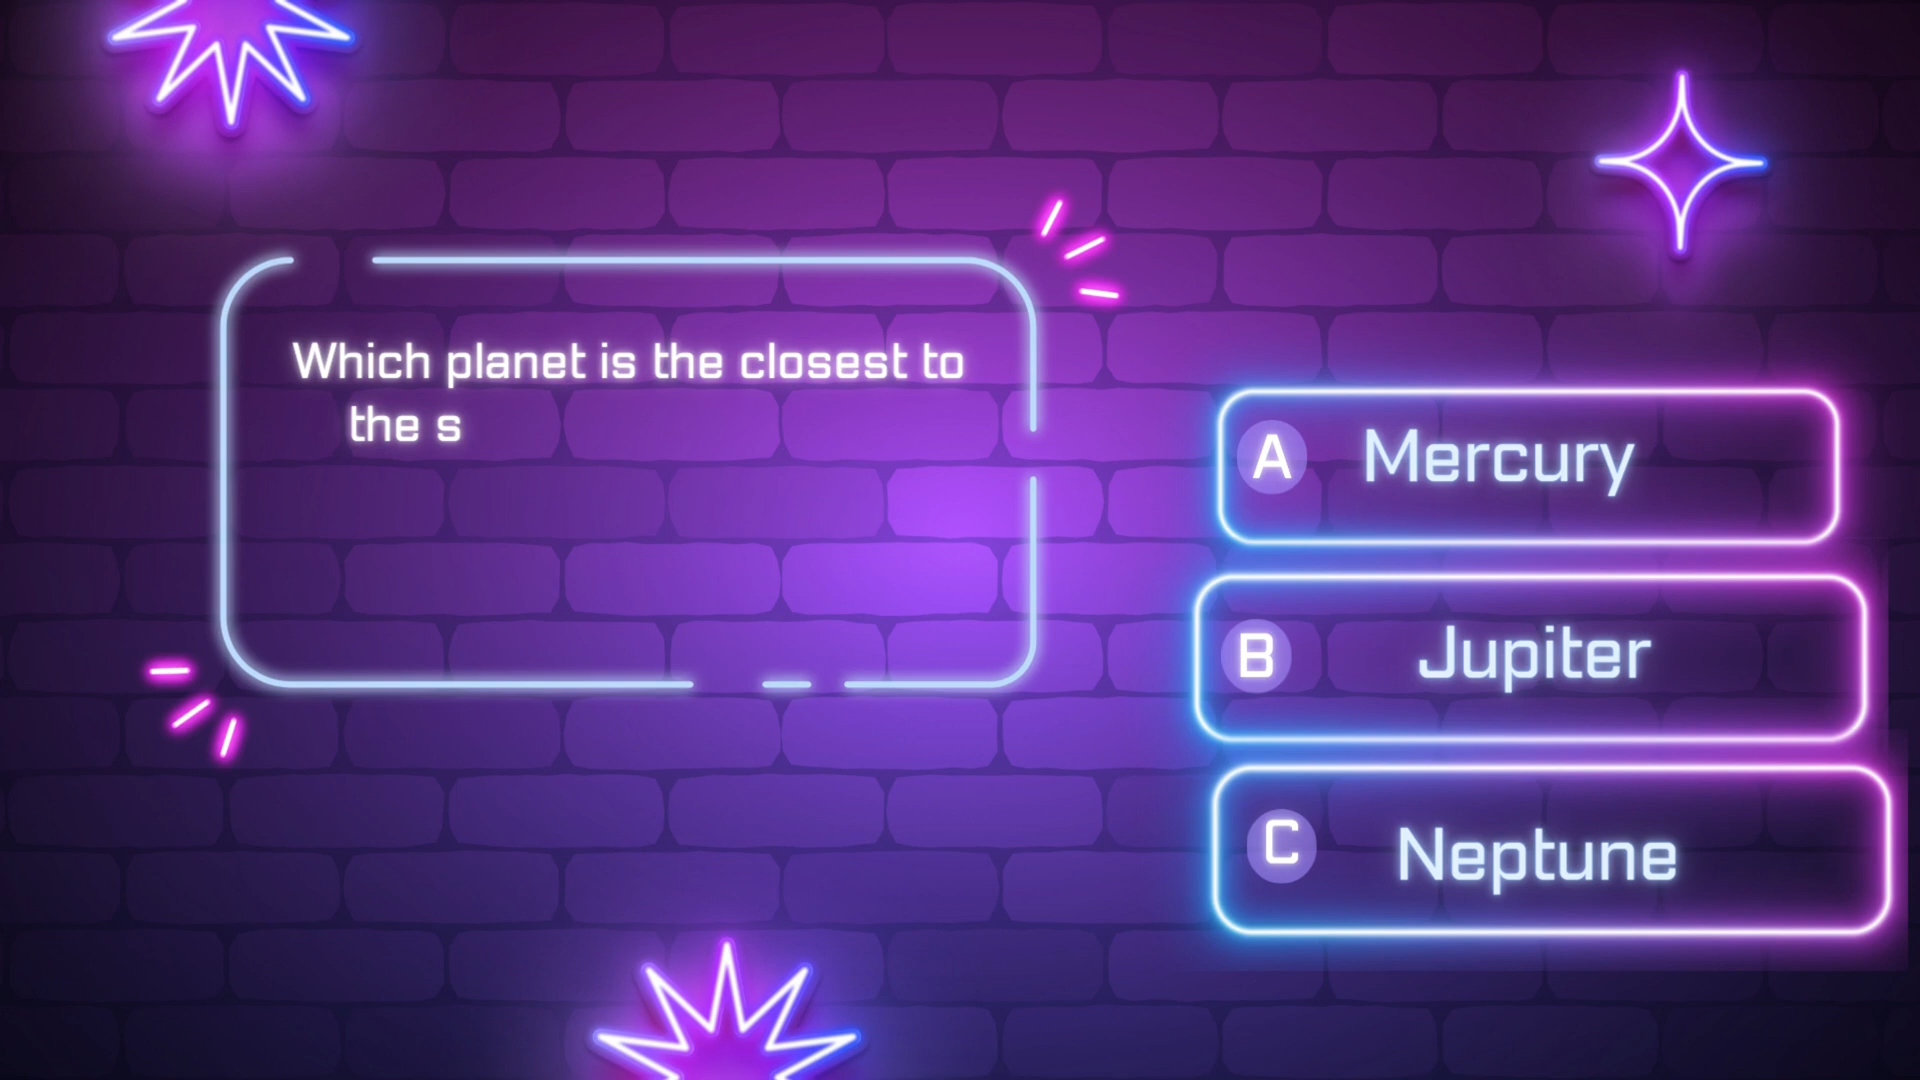 Which planet is the closest to
the s
A Mercury
B Jupiter
C Neptune